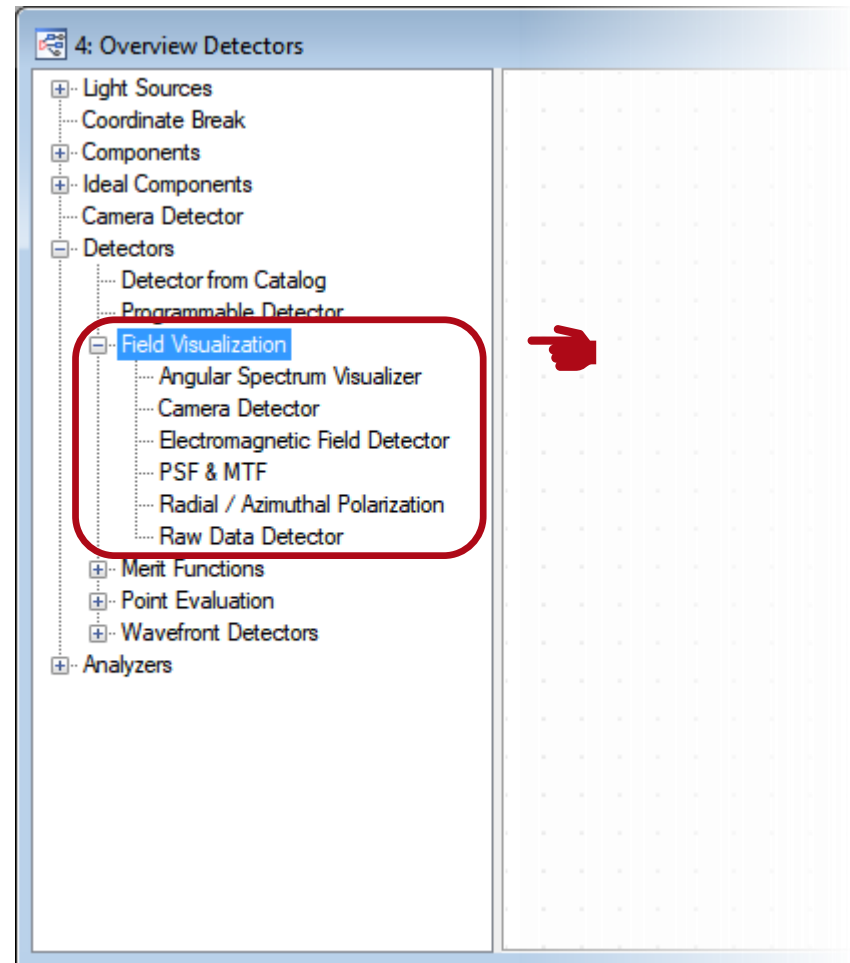 4: Overview Detectors
Light Sources
Coordinate Break
Components
Ideal Components
Camera Detector
Detectors
Detector from Catalog
Programmable Detector
Field Visualization
Angular Spectrum Visualizer
Camera Detector
Electromagnetic Field Detector
PSF & MTF
Radial / Azimuthal Polarization
Raw Data Detector
Merit Functions
Point Evaluation
Wavefront Detectors
Analyzers